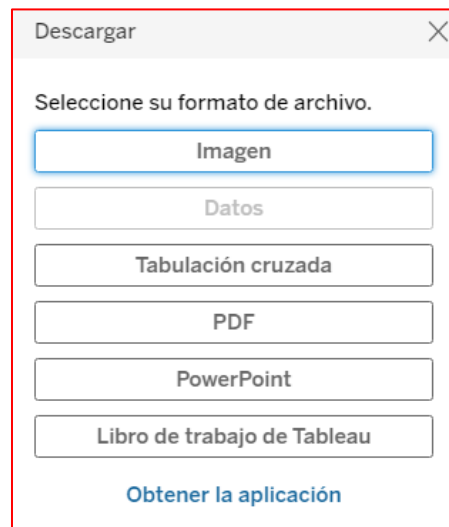 Descargar
Seleccione su formato de archivo.
Imagen
Datos
Tabulación cruzada
PDF
PowerPoint
Libro de trabajo de Tableau
Obtener la aplicación